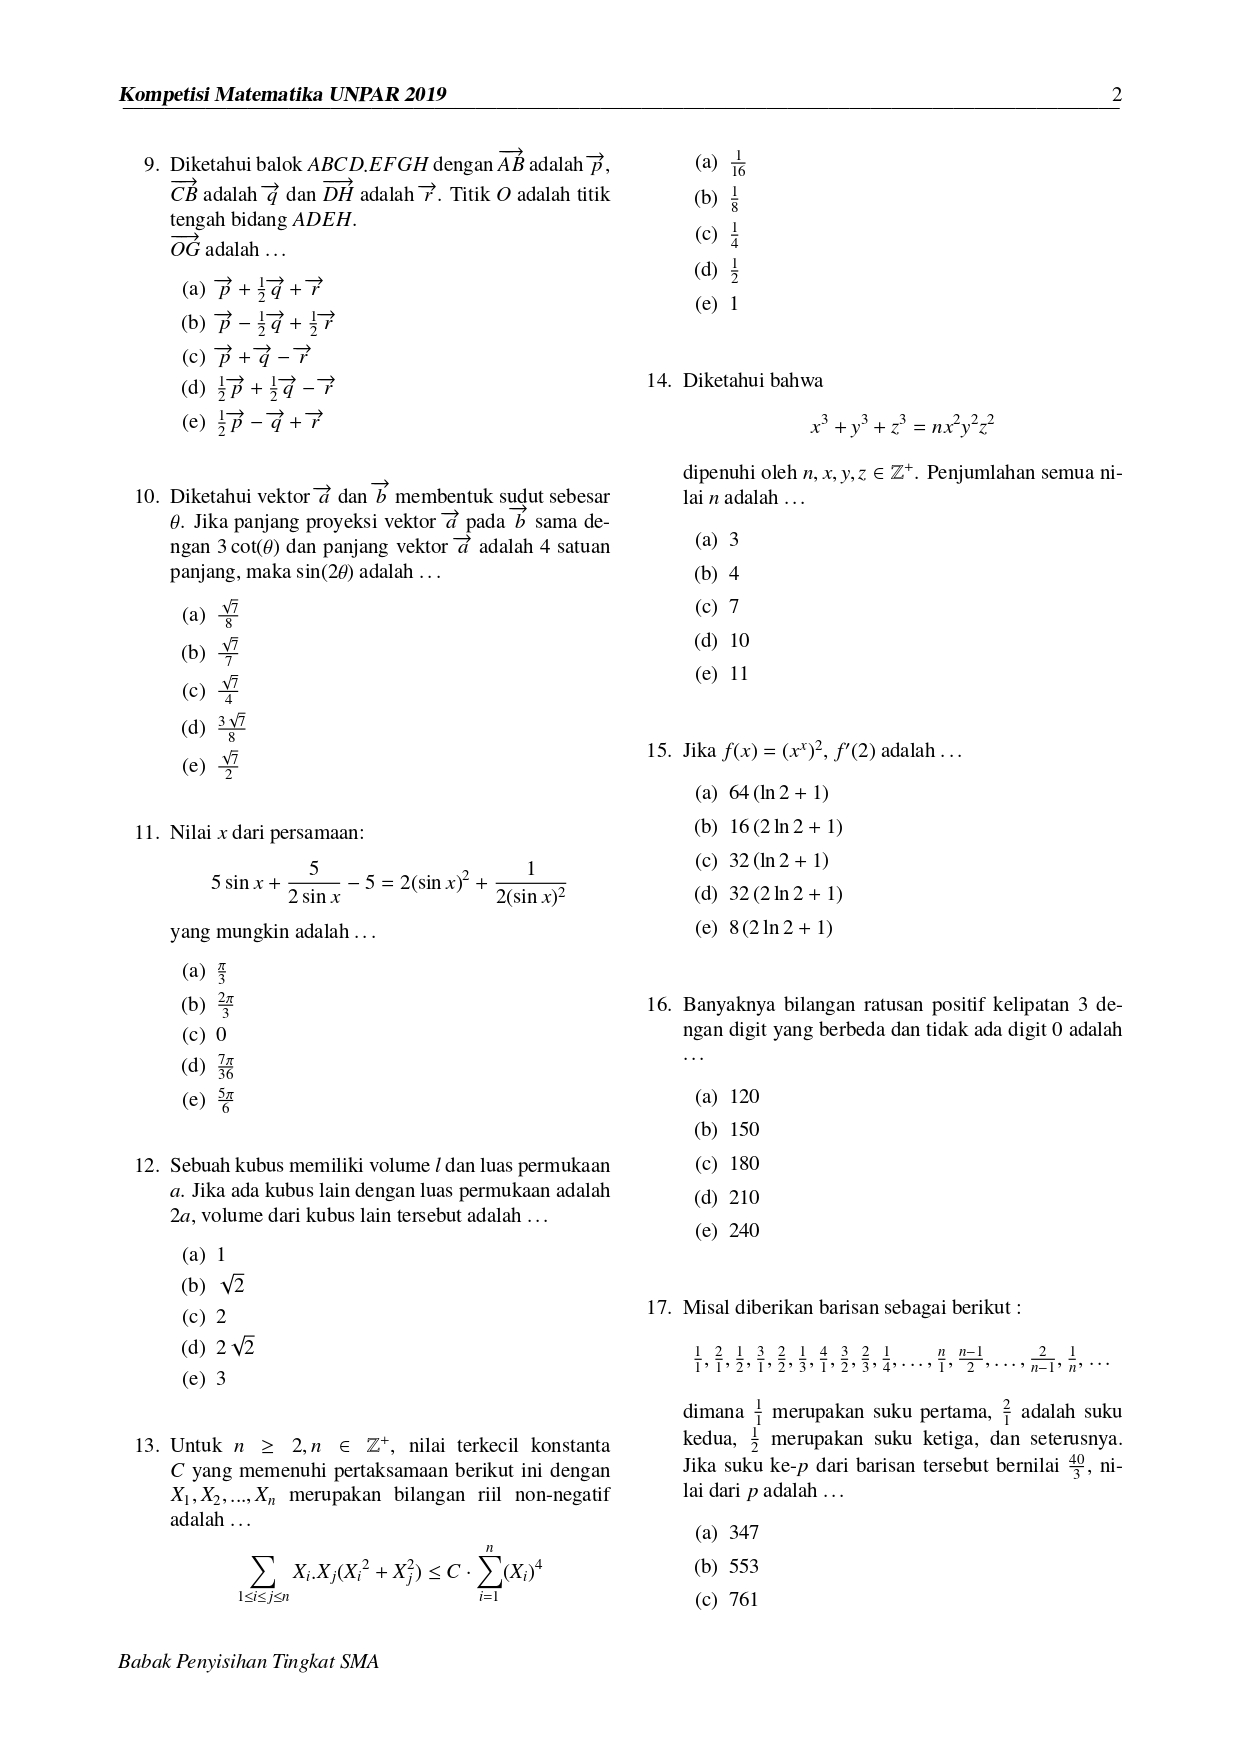 Kompetisi Matematika UNPAR 2019 2
9. Diketahui balok ABCD.EFGH dengan $\overrightarrow{AB}$ adalah $\overrightarrow{p}$,
$\overrightarrow{CB}$ adalah $\overrightarrow{q}$ dan $\overrightarrow{DH}$ adalah $\overrightarrow{r}$. Titik O adalah titik
tengah bidang ADEH.
$\overrightarrow{OG}$ adalah ...
(a) $\overrightarrow{p} + \frac{1}{2}\overrightarrow{q} + \overrightarrow{r}$
(b) $\overrightarrow{p} - \frac{1}{2}\overrightarrow{q} + \frac{1}{2}\overrightarrow{r}$
(c) $\overrightarrow{p} + \overrightarrow{q} - \overrightarrow{r}$
(d) $\frac{1}{2}\overrightarrow{p} + \frac{1}{2}\overrightarrow{q} - \overrightarrow{r}$
(e) $\frac{1}{2}\overrightarrow{p} - \overrightarrow{q} + \overrightarrow{r}$
10. Diketahui vektor $\overrightarrow{a}$ dan $\overrightarrow{b}$ membentuk sudut sebesar
θ. Jika panjang proyeksi vektor $\overrightarrow{a}$ pada $\overrightarrow{b}$ sama de-
ngan 3 cot(θ) dan panjang vektor $\overrightarrow{a}$ adalah 4 satuan
panjang, maka sin(2θ) adalah ...
(a) $\frac{\sqrt{7}}{8}$
(b) $\frac{\sqrt{7}}{7}$
(c) $\frac{\sqrt{7}}{4}$
(d) $\frac{3\sqrt{7}}{8}$
(e) $\frac{\sqrt{7}}{2}$
11. Nilai x dari persamaan:
$5 \sin x + \frac{5}{2 \sin x} - 5 = 2(\sin x)^2 + \frac{1}{2(\sin x)^2}$
yang mungkin adalah ...
(a) $\frac{\pi}{3}$
(b) $\frac{2\pi}{3}$
(c) 0
(d) $\frac{7\pi}{36}$
(e) $\frac{5\pi}{6}$
12. Sebuah kubus memiliki volume l dan luas permukaan
a. Jika ada kubus lain dengan luas permukaan adalah
2a, volume dari kubus lain tersebut adalah ...
(a) 1
(b) $\sqrt{2}$
(c) 2
(d) $2\sqrt{2}$
(e) 3
13. Untuk $n \geq 2, n \in \mathbb{Z}^+$, nilai terkecil konstanta
C yang memenuhi pertaksamaan berikut ini dengan
$X_1, X_2, ..., X_n$ merupakan bilangan riil non-negatif
adalah ...
$\sum_{1 \leq i \leq j \leq n} X_i.X_j(X_i^2 + X_j^2) \leq C \cdot \sum_{i=1}^{n} (X_i)^4$
(a) $\frac{1}{16}$
(b) $\frac{1}{8}$
(c) $\frac{1}{4}$
(d) $\frac{1}{2}$
(e) 1
14. Diketahui bahwa
$x^3 + y^3 + z^3 = nx^2y^2z^2$
dipenuhi oleh $n, x, y, z \in \mathbb{Z}^+$. Penjumlahan semua ni-
lai n adalah ...
(a) 3
(b) 4
(c) 7
(d) 10
(e) 11
15. Jika $f(x) = (x^x)^2$, $f'(2)$ adalah ...
(a) 64 (ln 2 + 1)
(b) 16 (2 ln 2 + 1)
(c) 32 (ln 2 + 1)
(d) 32 (2 ln 2 + 1)
(e) 8 (2 ln 2 + 1)
16. Banyaknya bilangan ratusan positif kelipatan 3 de-
ngan digit yang berbeda dan tidak ada digit 0 adalah
...
(a) 120
(b) 150
(c) 180
(d) 210
(e) 240
17. Misal diberikan barisan sebagai berikut :
$\frac{1}{1}, \frac{2}{1}, \frac{1}{2}, \frac{3}{1}, \frac{2}{2}, \frac{1}{3}, \frac{4}{1}, \frac{3}{2}, \frac{2}{3}, \frac{1}{4}, ..., \frac{n}{1}, \frac{n-1}{2}, ..., \frac{2}{n-1}, \frac{1}{n}, ...$
dimana $\frac{1}{1}$ merupakan suku pertama, $\frac{2}{1}$ adalah suku
kedua, $\frac{1}{2}$ merupakan suku ketiga, dan seterusnya.
Jika suku ke-p dari barisan tersebut bernilai $\frac{40}{3}$, ni-
lai dari p adalah ...
(a) 347
(b) 553
(c) 761
Babak Penyisihan Tingkat SMA